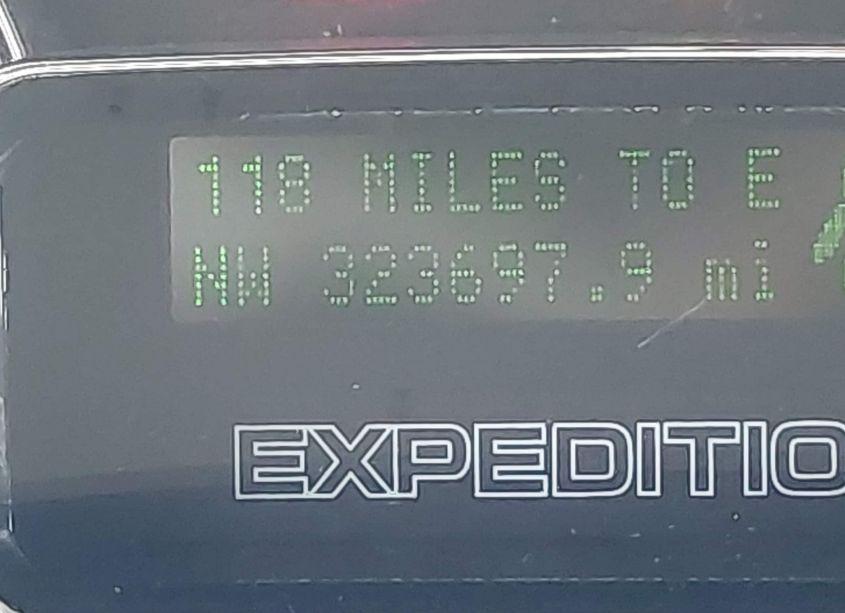 118 MILES TO E
NW 323697.9 mi
EXPEDITIO